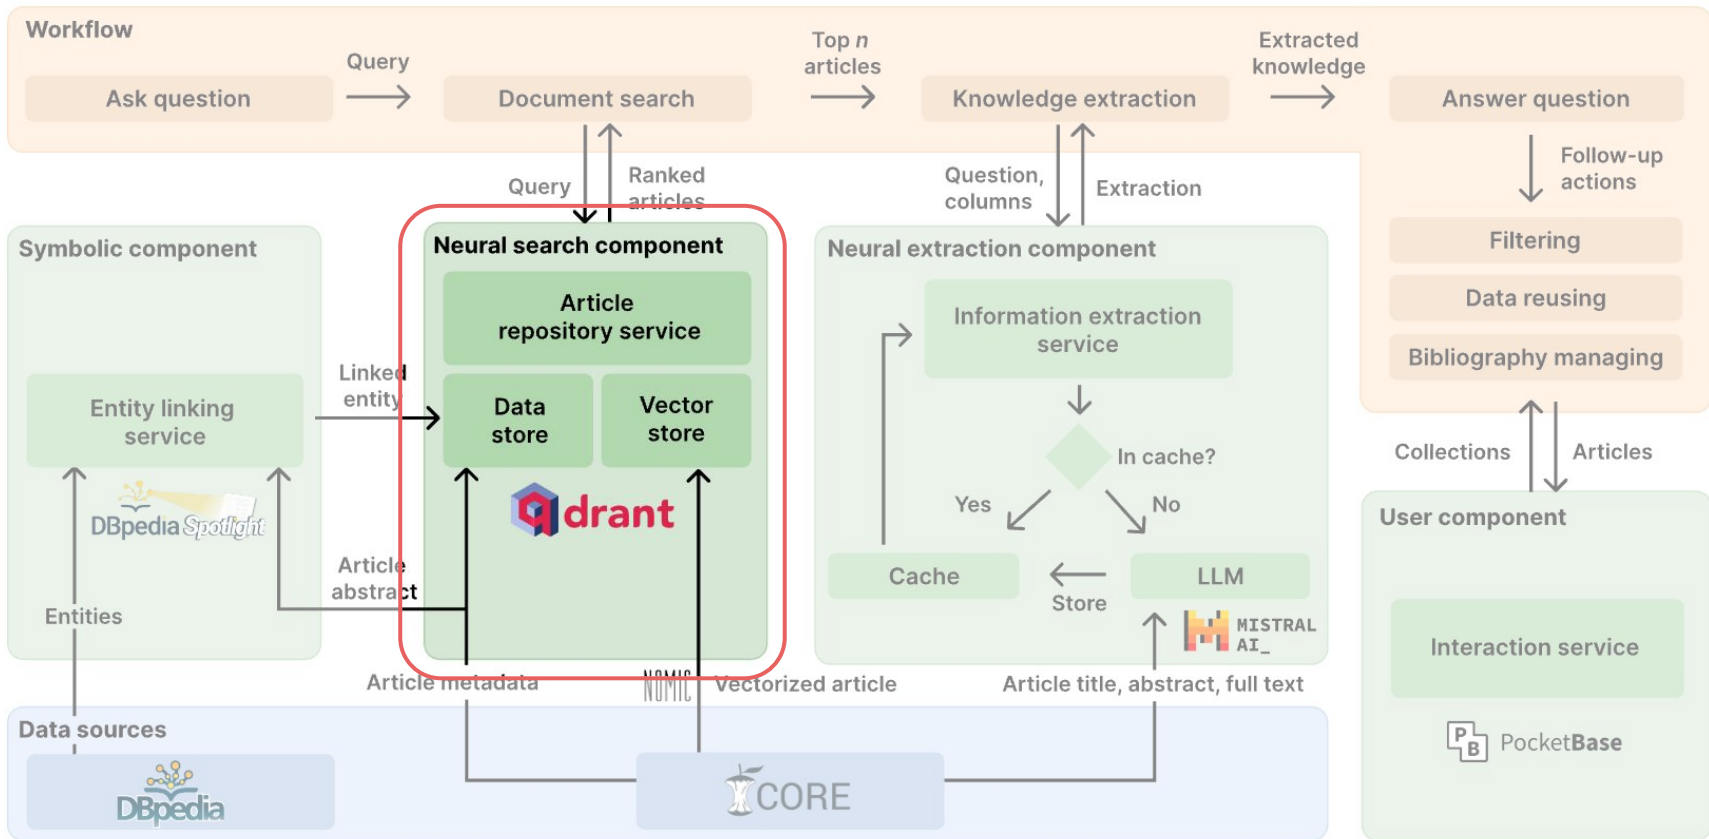 Workflow
Ask question
Query
Document search
Top n
articles
Knowledge extraction
Extracted
knowledge
Answer question
Query
Ranked
articles
Question,
columns
Extraction
Follow-up
actions
Filtering
Data reusing
Bibliography managing
Symbolic component
Entity linking
service
DBpedia Spotlight
Entities
Linked
entity
Article
abstract
Neural search component
Article
repository service
Data
store
Vector
store
qdrant
Neural extraction component
Information extraction
service
In cache?
Yes
No
Cache
Store
LLM
MISTRAL
AI_
Collections
Articles
User component
Interaction service
PB PocketBase
Article metadata
NOMIC
Vectorized article
Article title, abstract, full text
Data sources
DBpedia
CORE